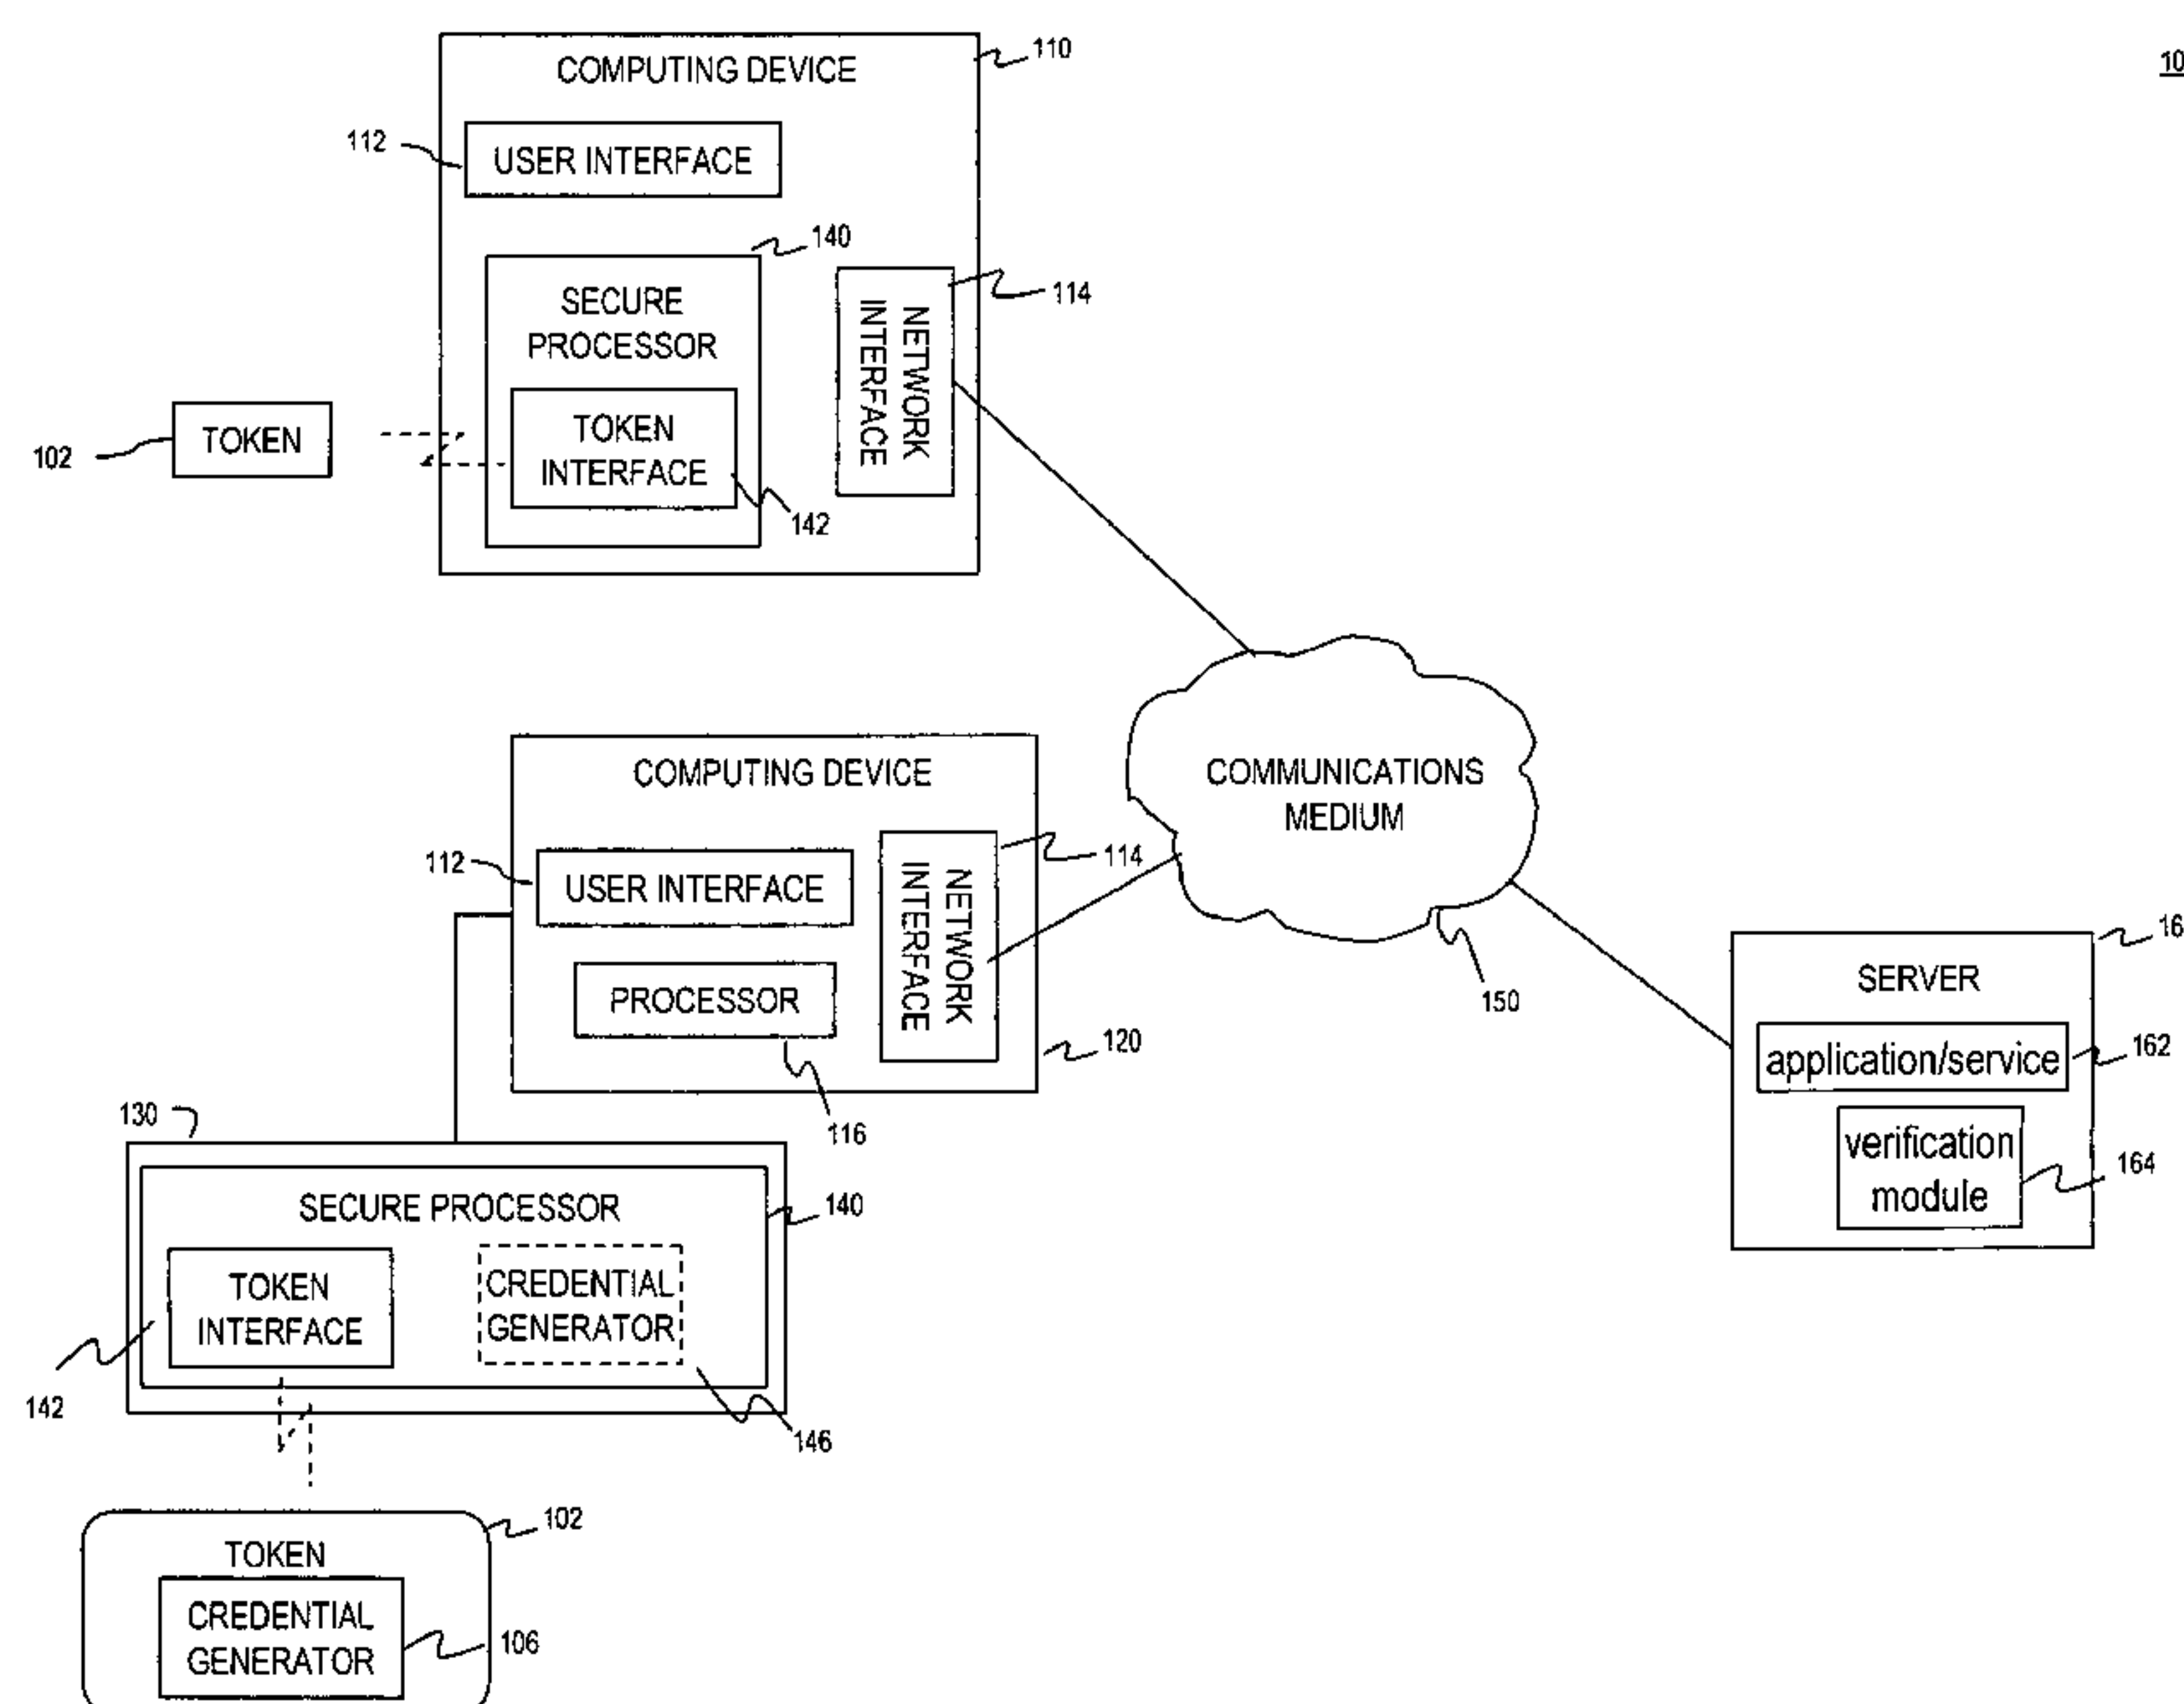 COMPUTING DEVICE
110
10
112
USER INTERFACE
140
SECURE
PROCESSOR
114
NETWORK
INTERFACE
TOKEN
INTERFACE
142
102
TOKEN
COMPUTING DEVICE
COMMUNICATIONS
MEDIUM
112
USER INTERFACE
114
NETWORK
INTERFACE
PROCESSOR
116
120
150
16
SERVER
application/service
162
verification
module
164
130
SECURE PROCESSOR
140
TOKEN
INTERFACE
CREDENTIAL
GENERATOR
142
146
102
TOKEN
CREDENTIAL
GENERATOR
106